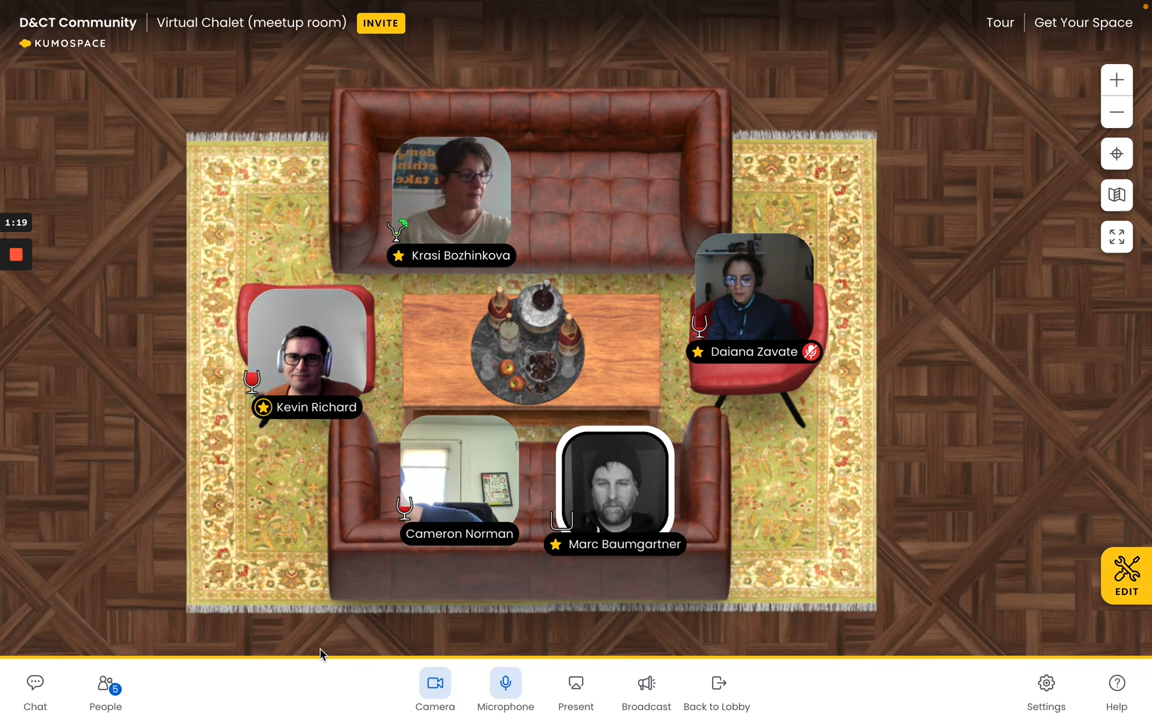 D&CT Community
Virtual Chalet (meetup room)
INVITE
Tour
Get Your Space
KUMOSPACE
1:19
Krasi Bozhinkova
Daiana Zavate
Kevin Richard
Cameron Norman
Marc Baumgartner
EDIT
Chat
5
People
Camera
Microphone
Present
Broadcast
Back to Lobby
Settings
Help